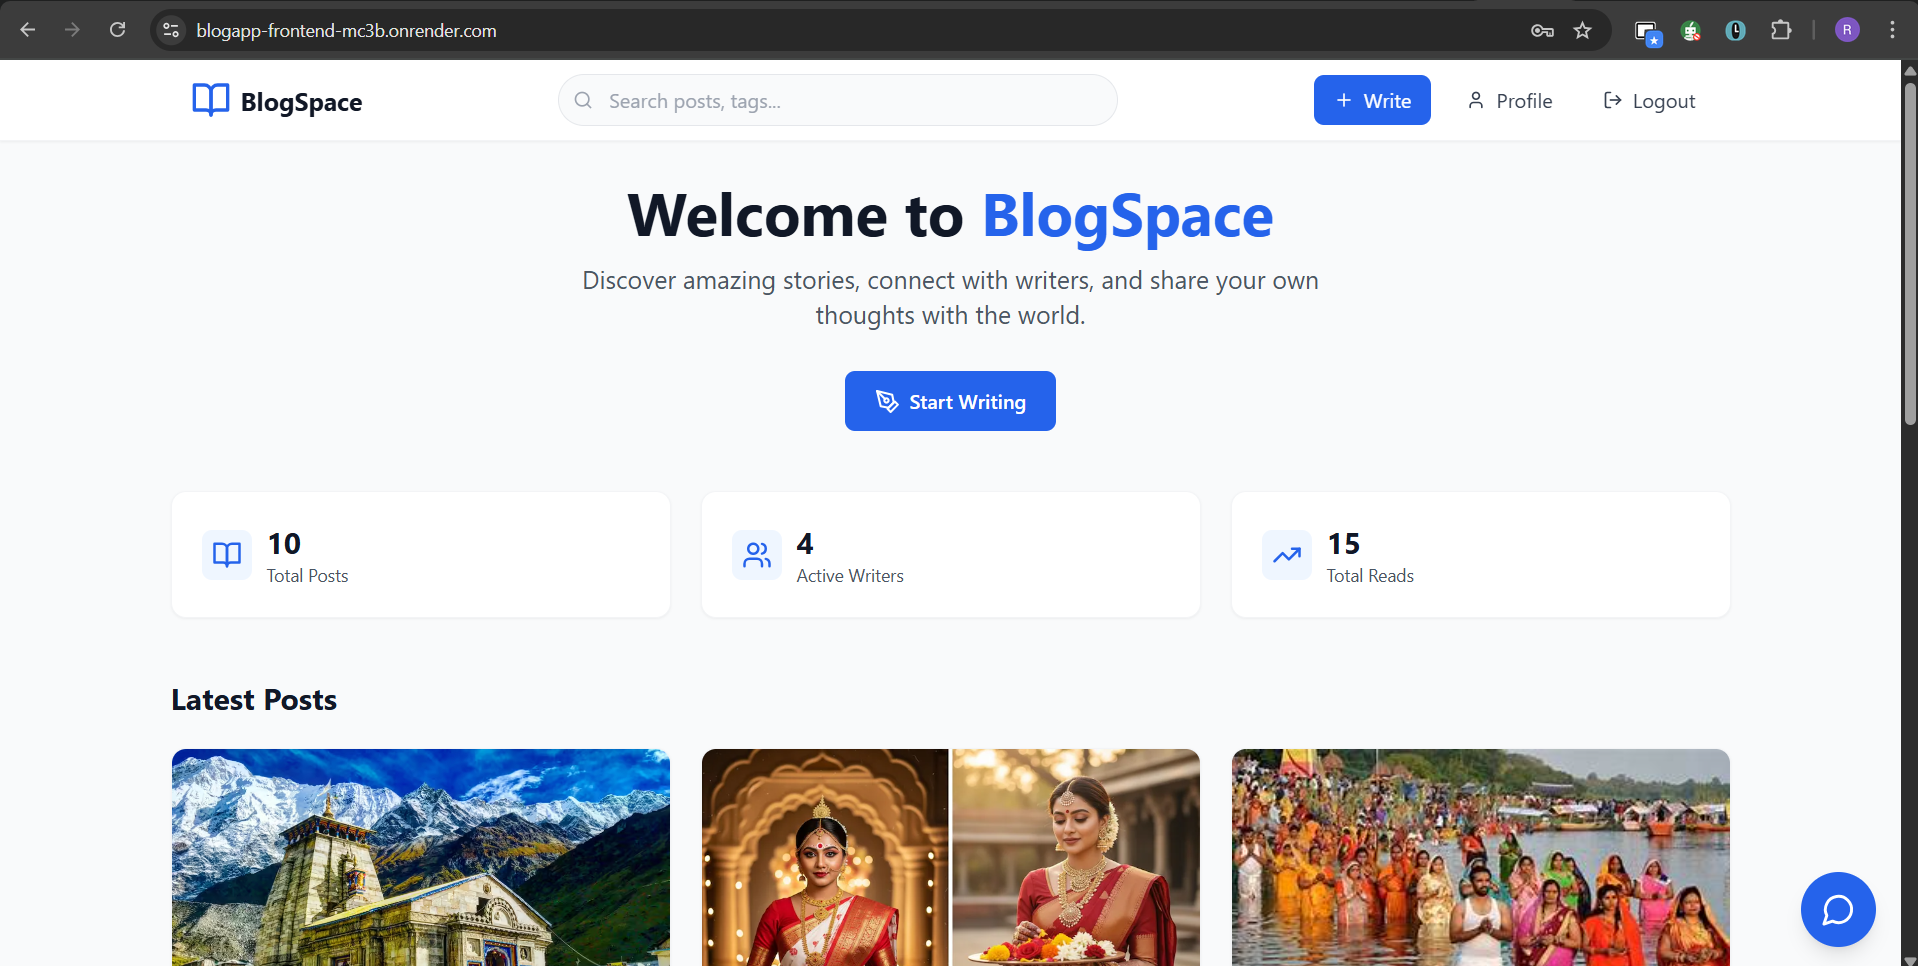 blogapp-frontend-mc3b.onrender.com
R
BlogSpace
Search posts, tags...
Write
Profile
Logout
Welcome to BlogSpace
Discover amazing stories, connect with writers, and share your own
thoughts with the world.
Start Writing
10
Total Posts
4
Active Writers
15
Total Reads
Latest Posts